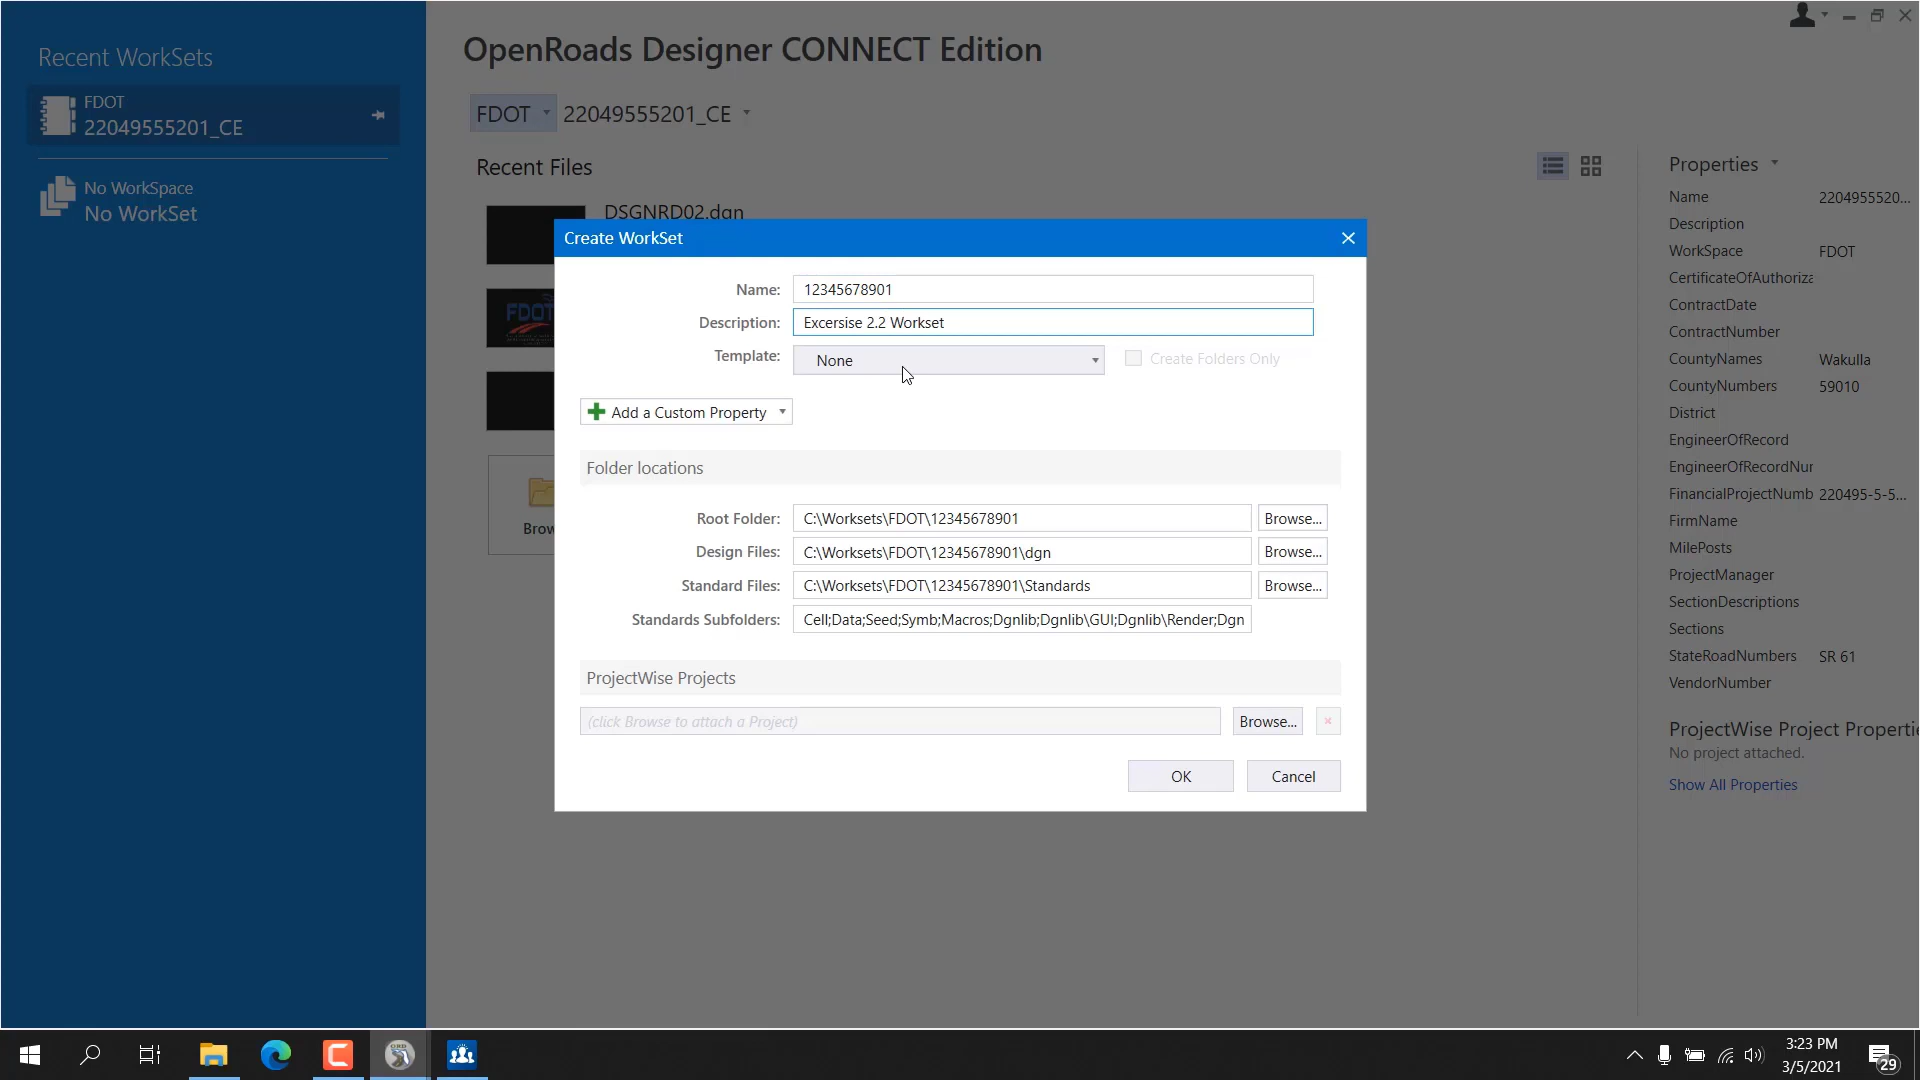 Recent WorkSets
FDOT
22049555201_CE
No WorkSpace
No WorkSet
OpenRoads Designer CONNECT Edition
FDOT 22049555201_CE
Recent Files
DSGNRD02.dgn
FDOT
Brow
Create WorkSet
Name: 12345678901
Description: Excersise 2.2 Workset
Template: None
Create Folders Only
Add a Custom Property
Folder locations
Root Folder: C:\Worksets\FDOT\12345678901 Browse...
Design Files: C:\Worksets\FDOT\12345678901\dgn Browse...
Standard Files: C:\Worksets\FDOT\12345678901\Standards Browse...
Standards Subfolders: Cell;Data;Seed;Symb;Macros;Dgnlib;Dgnlib\GUI;Dgnlib\Render;Dgn
ProjectWise Projects
(click Browse to attach a Project) Browse...
OK Cancel
Properties
Name 2204955520...
Description
WorkSpace FDOT
CertificateOfAuthoriza
ContractDate
ContractNumber
CountyNames Wakulla
CountyNumbers 59010
District
EngineerOfRecord
EngineerOfRecordNur
FinancialProjectNumb 220495-5-5...
FirmName
MilePosts
ProjectManager
SectionDescriptions
Sections
StateRoadNumbers SR 61
VendorNumber
ProjectWise Project Propertie
No project attached.
Show All Properties
3:23 PM
3/5/2021
29